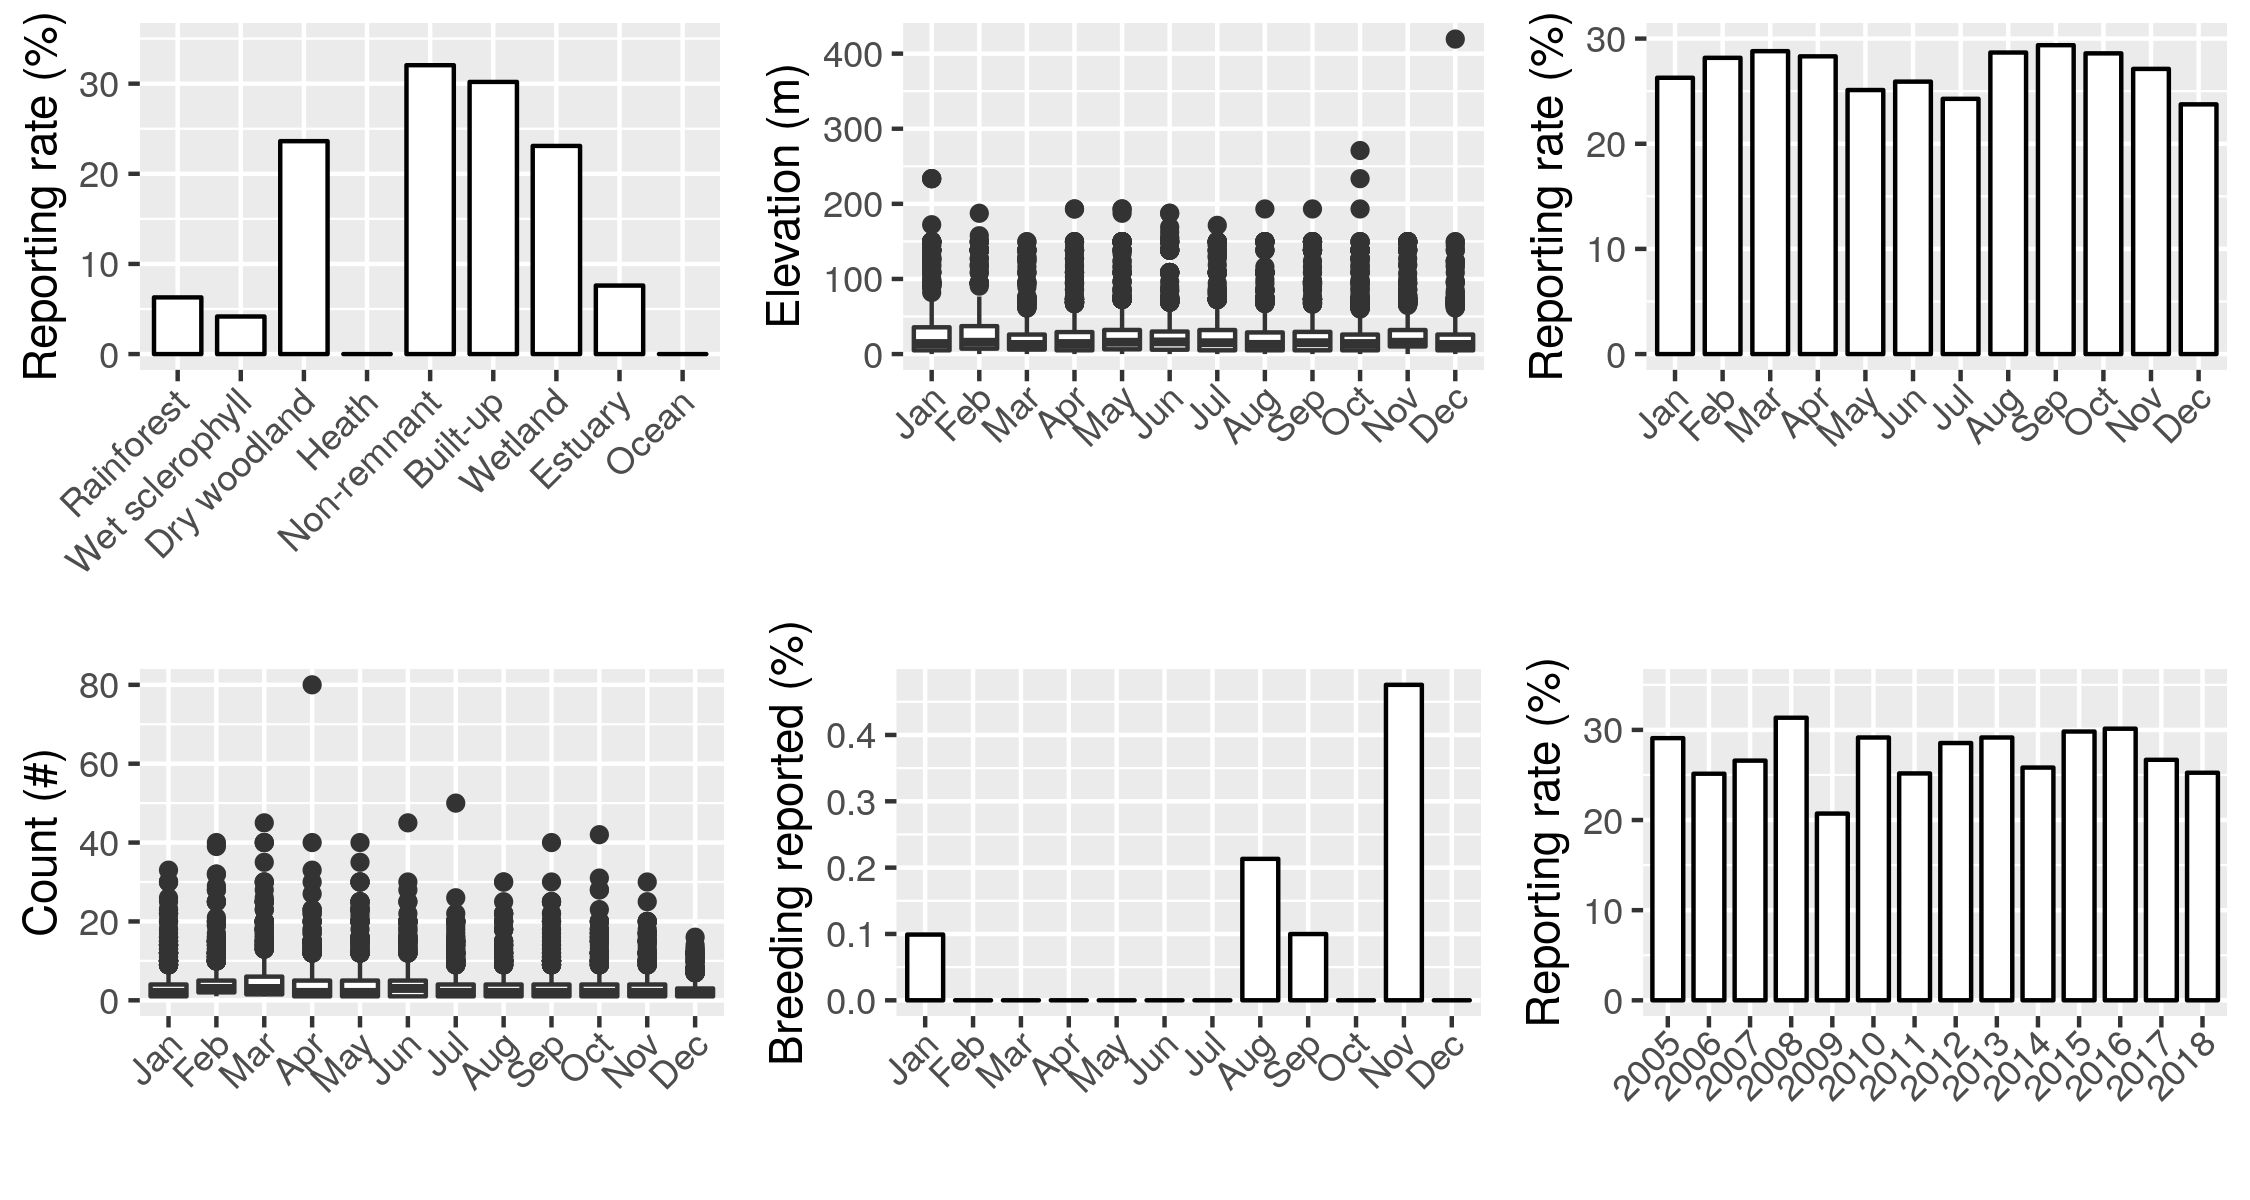 Reporting rate (%)
30
20
10
0
Rainforest
Wet sclerophyll
Dry woodland
Heath
Non-remnant
Built-up
Wetland
Estuary
Ocean
Elevation (m)
400
300
200
100
0
Jan
Feb
Mar
Apr
May
Jun
Jul
Aug
Sep
Oct
Nov
Dec
Reporting rate (%)
30
20
10
0
Jan
Feb
Mar
Apr
May
Jun
Jul
Aug
Sep
Oct
Nov
Dec
Count (#)
80
60
40
20
0
Jan
Feb
Mar
Apr
May
Jun
Jul
Aug
Sep
Oct
Nov
Dec
Breeding reported (%)
0.4
0.3
0.2
0.1
0.0
Jan
Feb
Mar
Apr
May
Jun
Jul
Aug
Sep
Oct
Nov
Dec
Reporting rate (%)
30
20
10
0
2005
2006
2007
2008
2009
2010
2011
2012
2013
2014
2015
2016
2017
2018